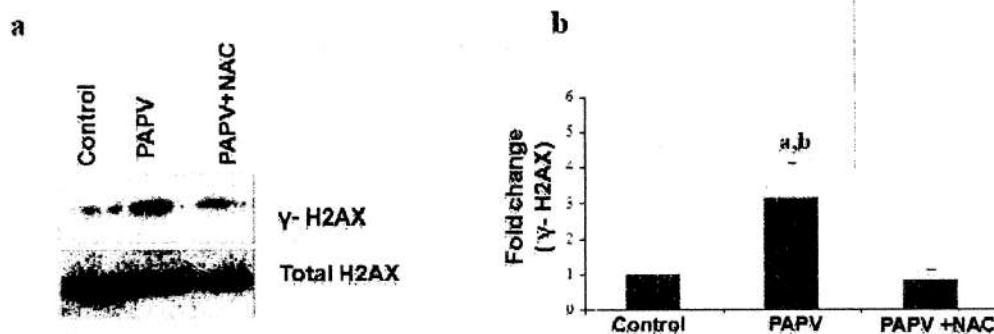 a
Control
PAPV
PAPV+NAC
γ- H2AX
Total H2AX
b
Fold change
( γ- H2AX)
6
5
4
3
2
1
0
a,b
Control
PAPV
PAPV +NAC